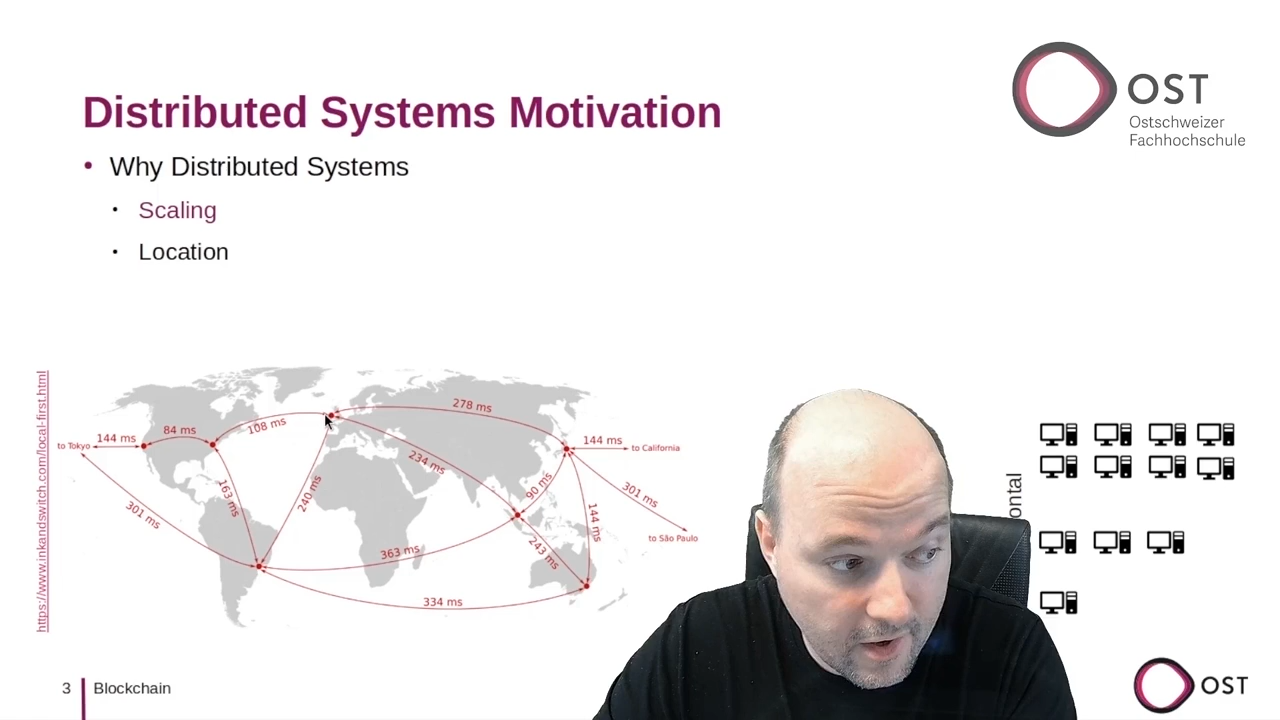 OST
Ostschweizer
Fachhochschule
Distributed Systems Motivation
Why Distributed Systems
Scaling
Location
https://www.inkandswitch.com/local-first.html
to Tokyo
144 ms
84 ms
108 ms
278 ms
144 ms
to California
234 ms
90 ms
301 ms
163 ms
240 ms
301 ms
144 ms
to São Paulo
363 ms
243 ms
334 ms
ontal
3
Blockchain
OST